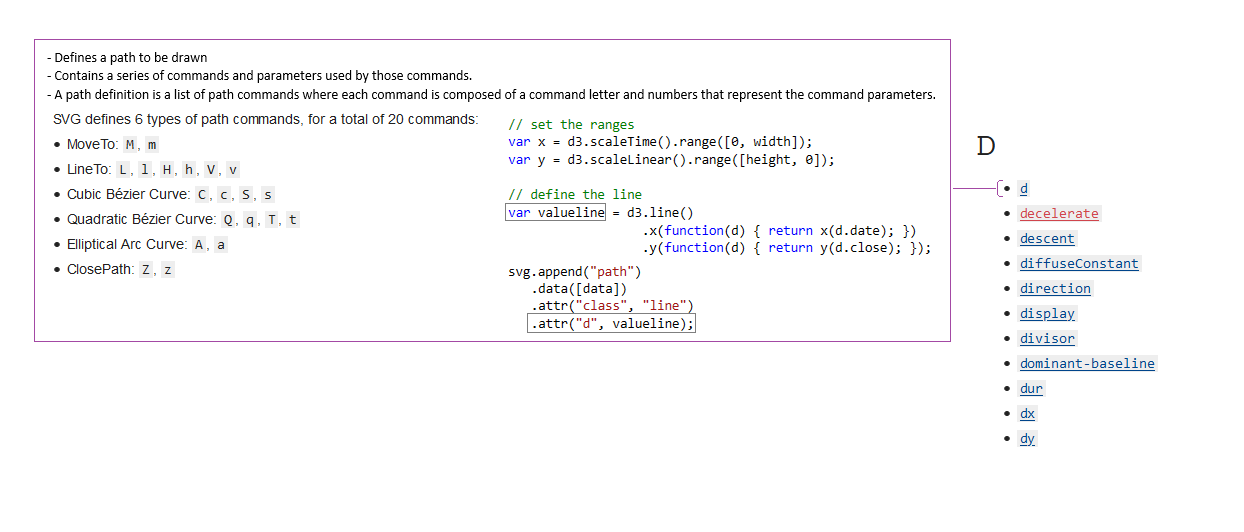 - Defines a path to be drawn
- Contains a series of commands and parameters used by those commands.
- A path definition is a list of path commands where each command is composed of a command letter and numbers that represent the command parameters.
SVG defines 6 types of path commands, for a total of 20 commands:
• MoveTo: M, m
• LineTo: L, l, H, h, V, v
• Cubic Bézier Curve: C, c, S, s
• Quadratic Bézier Curve: Q, q, T, t
• Elliptical Arc Curve: A, a
• ClosePath: Z, z
// set the ranges
var x = d3.scaleTime().range([0, width]);
var y = d3.scaleLinear().range([height, 0]);
// define the line
var valueline = d3.line()
.x(function(d) { return x(d.date); })
.y(function(d) { return y(d.close); });
svg.append("path")
.data([data])
.attr("class", "line")
.attr("d", valueline);
D
• d
• decelerate
• descent
• diffuseConstant
• direction
• display
• divisor
• dominant-baseline
• dur
• dx
• dy